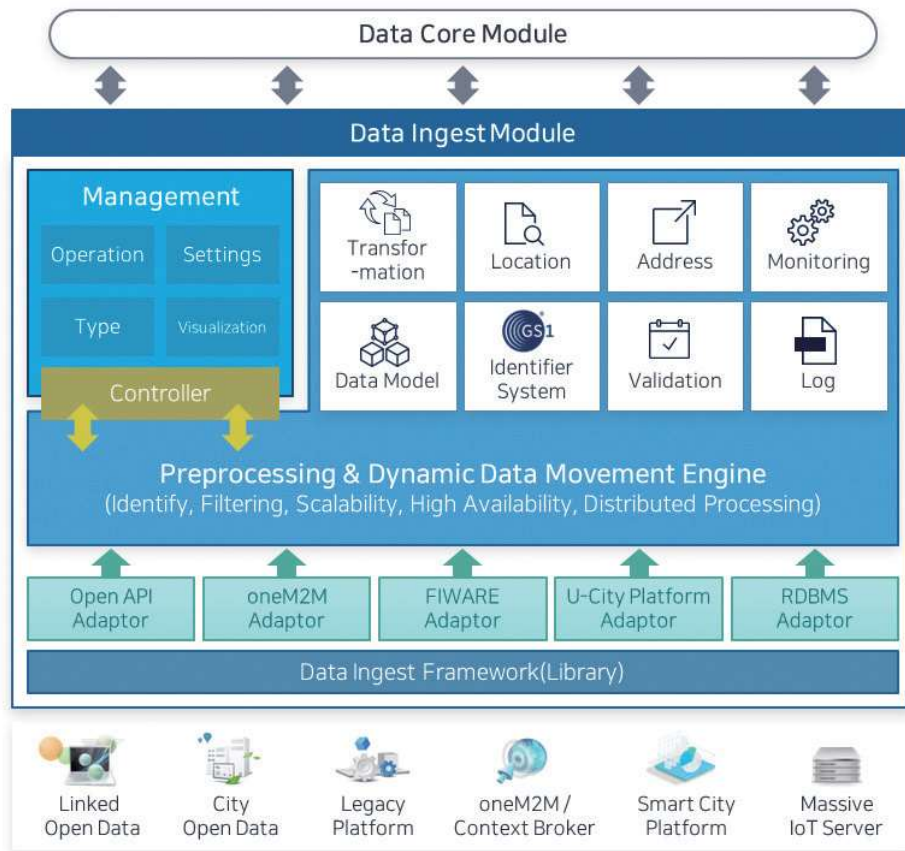 Data Core Module
Data Ingest Module
Management
Operation
Settings
Type
Visualization
Controller
Transfor
-mation
Location
Address
Monitoring
Data Model
GS1
Identifier
System
Validation
Log
Preprocessing & Dynamic Data Movement Engine
(Identify, Filtering, Scalability, High Availability, Distributed Processing)
Open API
Adaptor
oneM2M
Adaptor
FIWARE
Adaptor
U-City Platform
Adaptor
RDBMS
Adaptor
Data Ingest Framework(Library)
Linked
Open Data
City
Open Data
Legacy
Platform
oneM2M /
Context Broker
Smart City
Platform
Massive
IoT Server